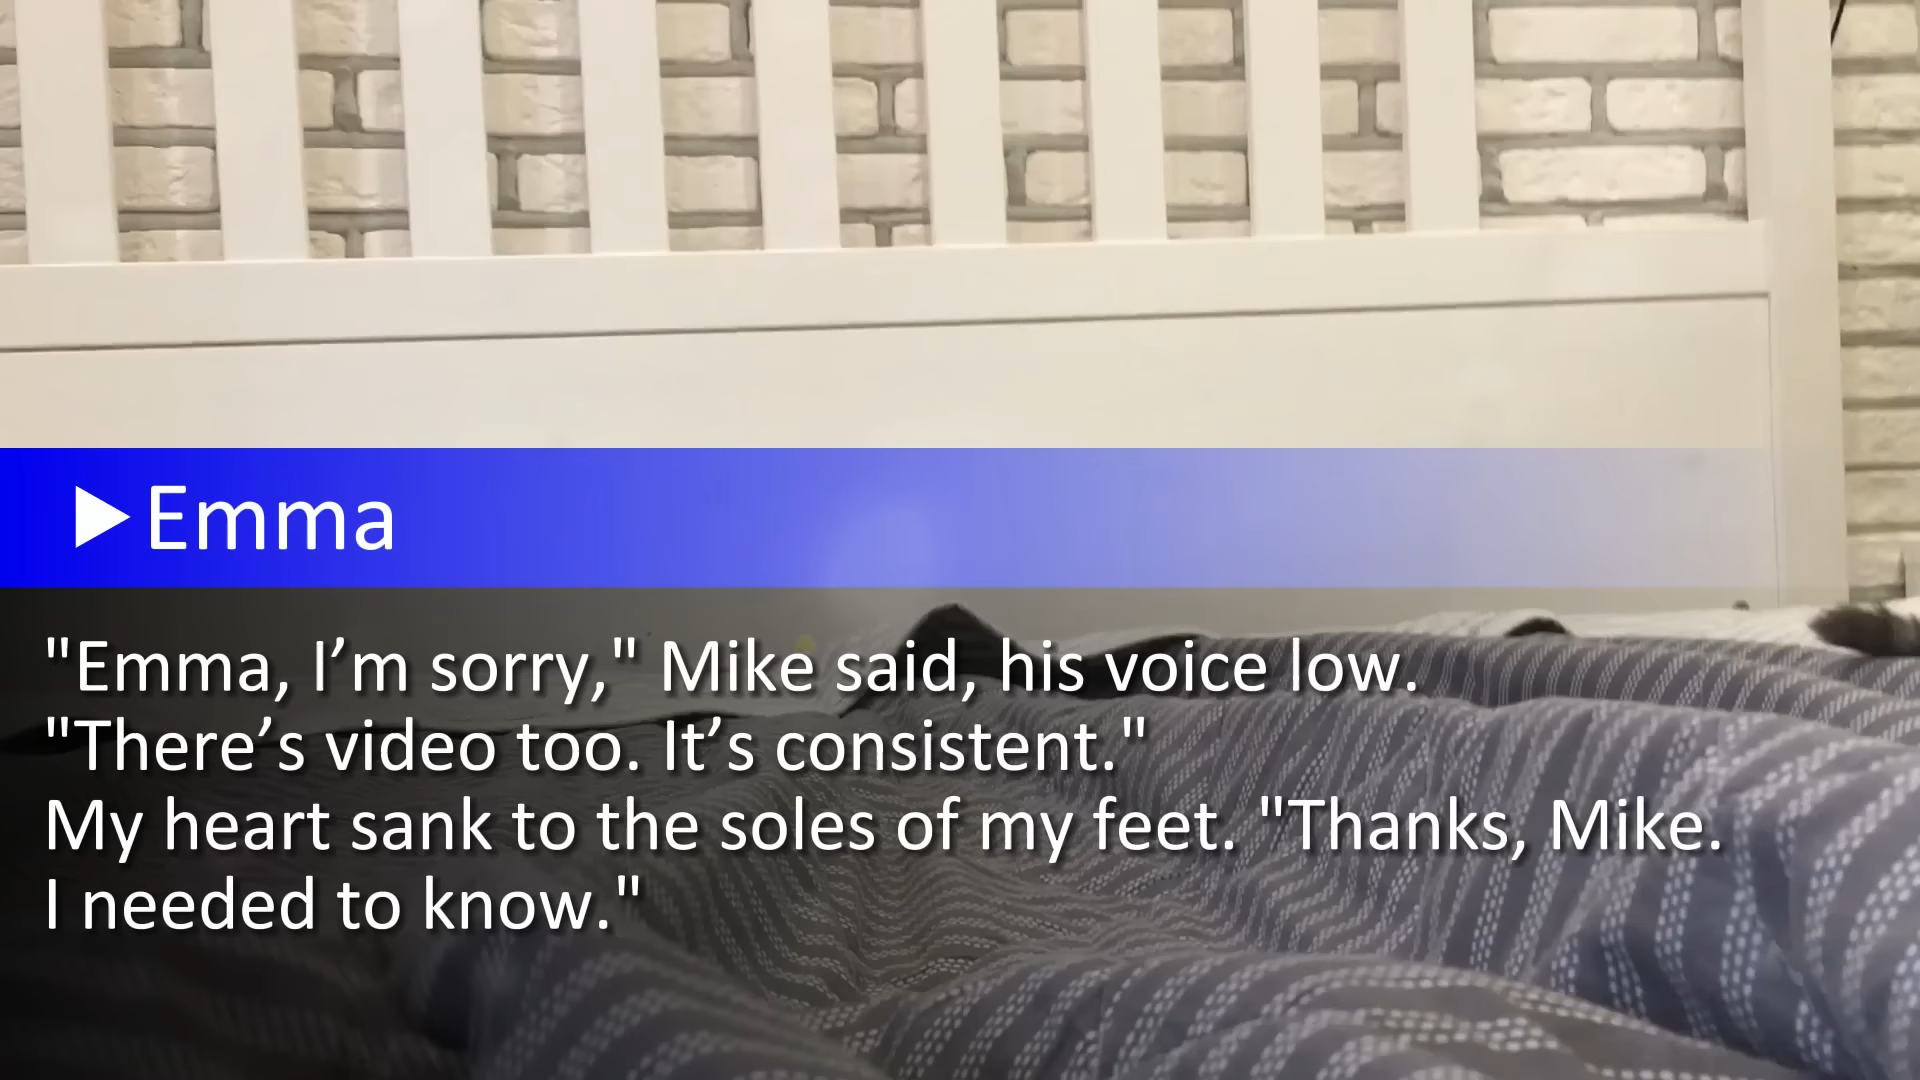 Emma
"Emma, I’m sorry," Mike said, his voice low.
"There’s video too. It’s consistent."
My heart sank to the soles of my feet. "Thanks, Mike.
I needed to know."